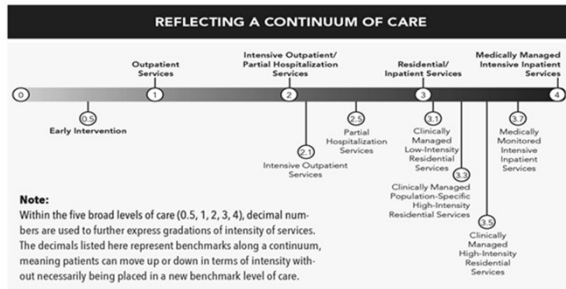 REFLECTING A CONTINUUM OF CARE
Outpatient
Services
Intensive Outpatient/
Partial Hospitalization
Services
Residential/
Inpatient Services
Medically Managed
Intensive Inpatient
Services
0
1
2
3
4
0.5
Early Intervention
2.1
Intensive Outpatient
Services
2.5
Partial
Hospitalization
Services
3.1
Clinically
Managed
Low-Intensity
Residential
Services
3.3
Clinically Managed
Population-Specific
High-Intensity
Residential Services
3.5
Clinically
Managed
High-Intensity
Residential
Services
3.7
Medically
Monitored
Intensive
Inpatient
Services
Note:
Within the five broad levels of care (0.5, 1, 2, 3, 4), decimal num-
bers are used to further express gradations of intensity of services.
The decimals listed here represent benchmarks along a continuum,
meaning patients can move up or down in terms of intensity with-
out necessarily being placed in a new benchmark level of care.